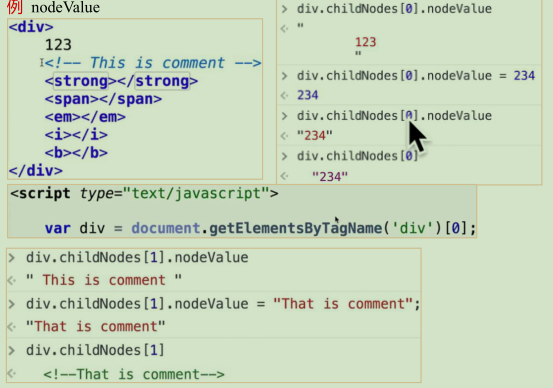 例 nodeValue
<div>
123
<!-- This is comment -->
<strong></strong>
<span></span>
<em></em>
<i></i>
<b></b>
</div>
> div.childNodes[0].nodeValue
< "
123
"
> div.childNodes[0].nodeValue = 234
< 234
> div.childNodes[0].nodeValue
< "234"
> div.childNodes[0]
< "234"
<script type="text/javascript">
var div = document.getElementsByTagName('div')[0];
> div.childNodes[1].nodeValue
< " This is comment "
> div.childNodes[1].nodeValue = "That is comment";
< "That is comment"
> div.childNodes[1]
< <!--That is comment-->